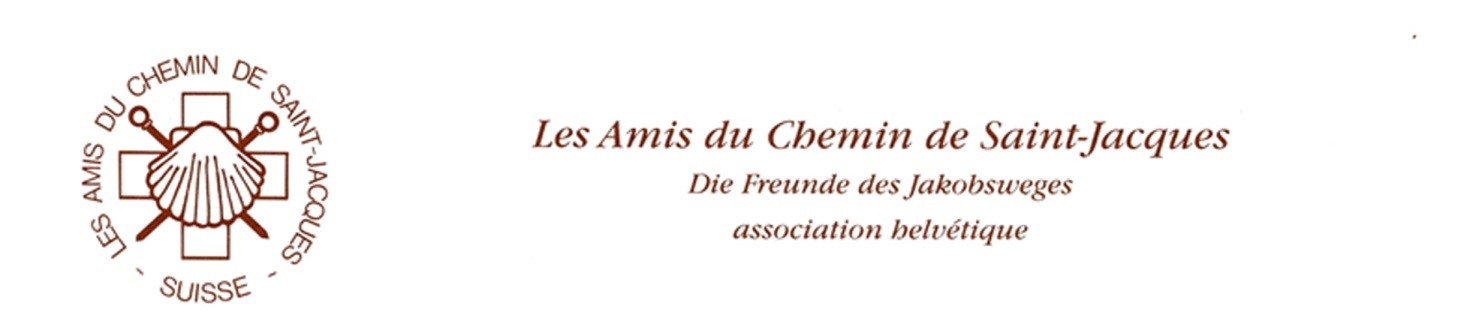 LES AMIS DU CHEMIN DE SAINT-JACQUES
- SUISSE -
Les Amis du Chemin de Saint-Jacques
Die Freunde des Jakobsweges
association helvétique